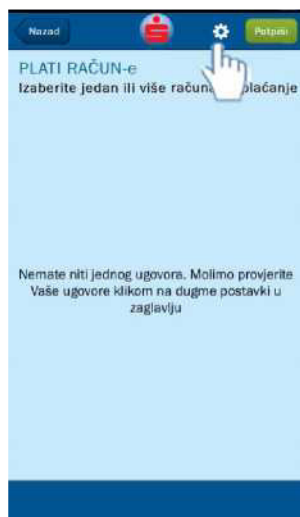 Nazad
Potpiši
PLATI RAČUN-e
Izaberite jedan ili više plaćanje
Nemate niti jednog ugovora. Molimo provjerite
Vaše ugovore klikom na dugme postavki u
zaglavlju